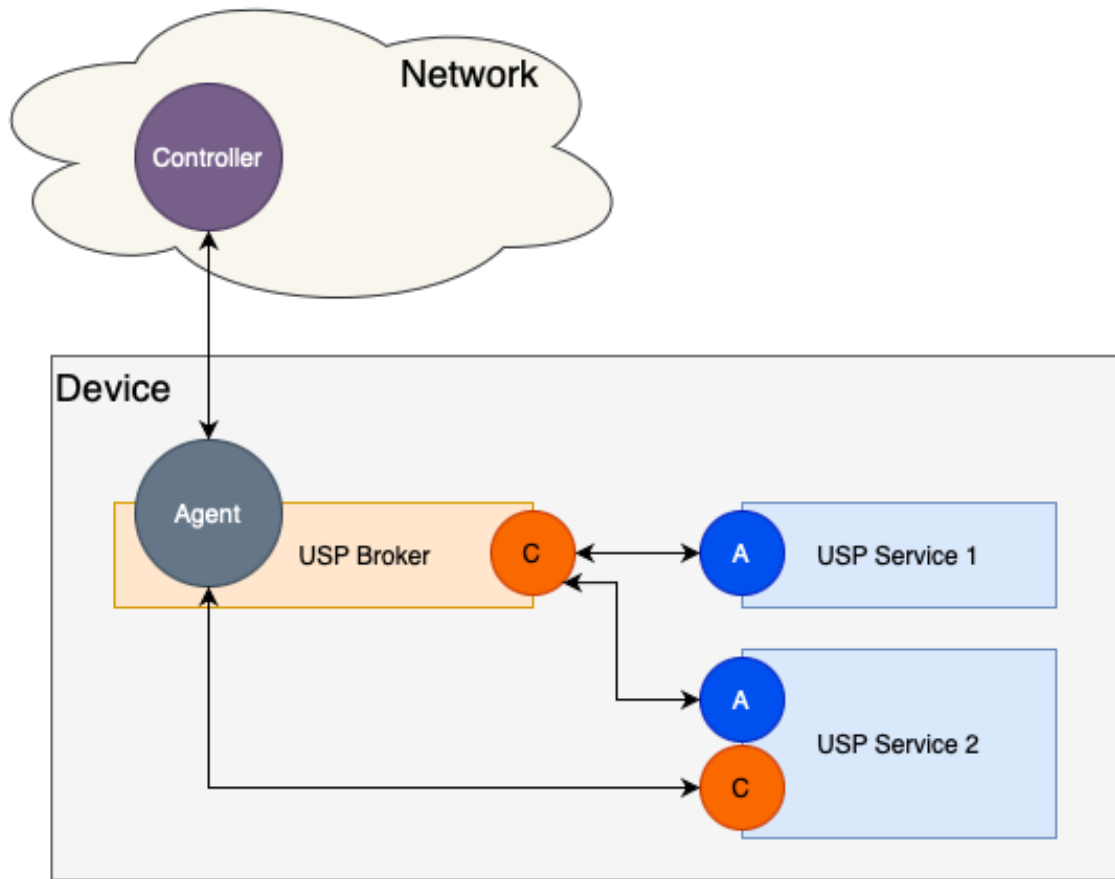 Network
Controller
Device
Agent
USP Broker
C
A
USP Service 1
A
USP Service 2
C